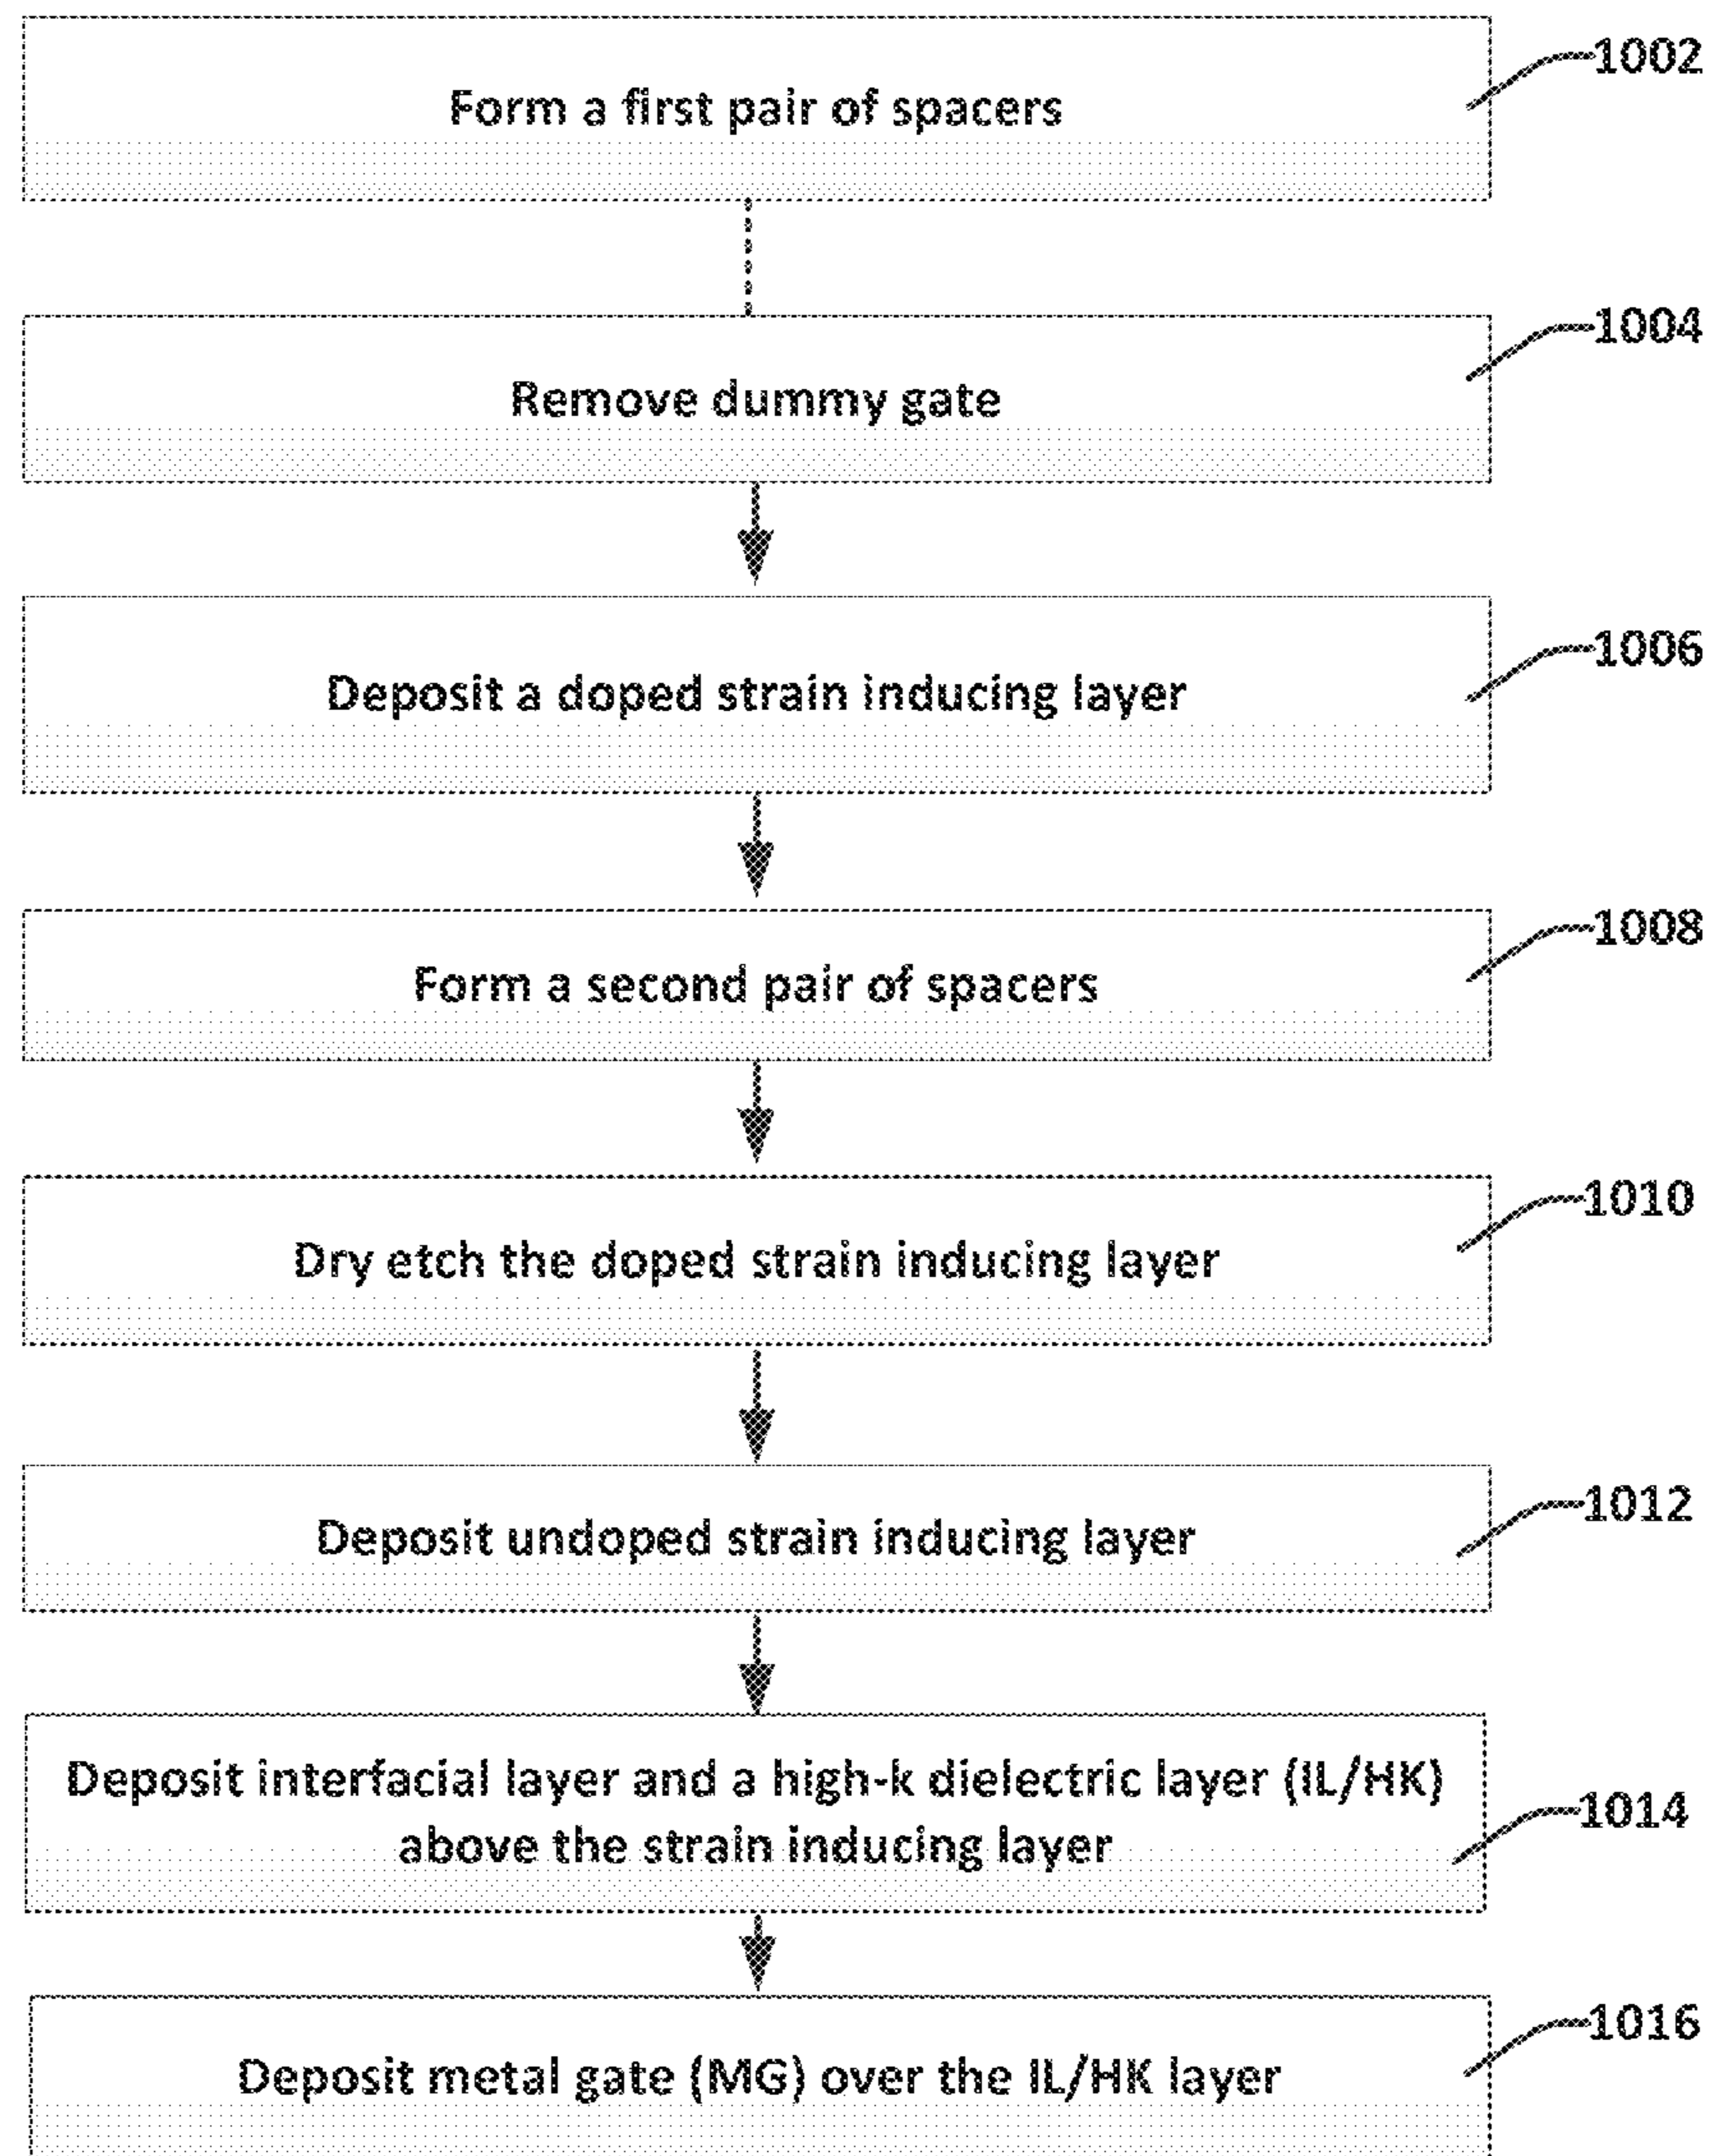 Form a first pair of spacers
1002
Remove dummy gate
1004
Deposit a doped strain inducing layer
1006
Form a second pair of spacers
1008
Dry etch the doped strain inducing layer
1010
Deposit undoped strain inducing layer
1012
Deposit interfacial layer and a high-k dielectric layer (IL/HK)
above the strain inducing layer
1014
Deposit metal gate (MG) over the IL/HK layer
1016